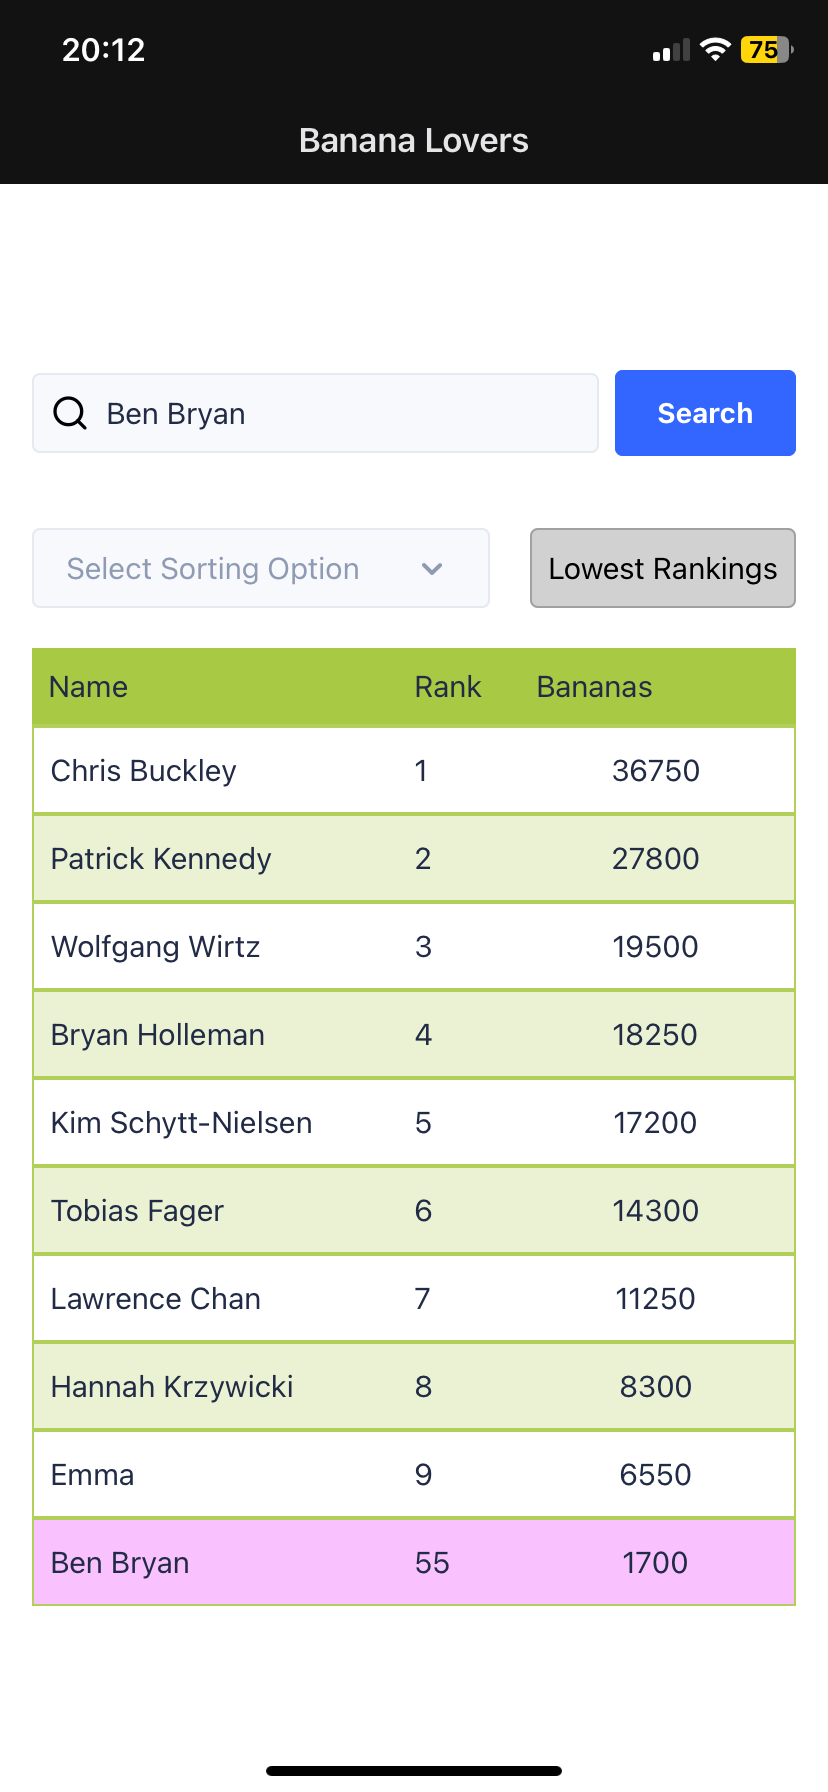 20:12
75
Banana Lovers
Ben Bryan
Search
Select Sorting Option
Lowest Rankings
Name Rank Bananas
Chris Buckley 1 36750
Patrick Kennedy 2 27800
Wolfgang Wirtz 3 19500
Bryan Holleman 4 18250
Kim Schytt-Nielsen 5 17200
Tobias Fager 6 14300
Lawrence Chan 7 11250
Hannah Krzywicki 8 8300
Emma 9 6550
Ben Bryan 55 1700